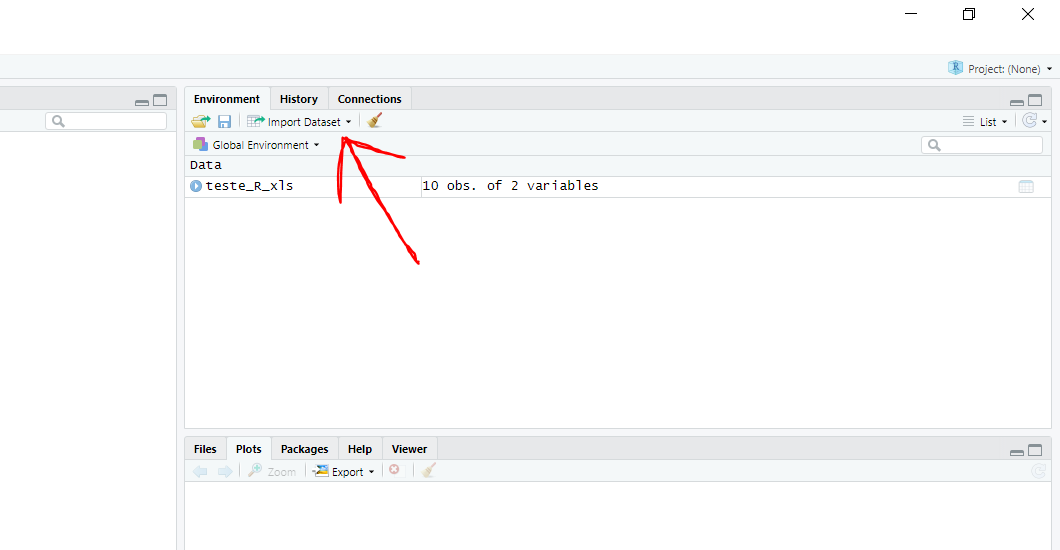 Project: (None)
Environment History Connections
Import Dataset
List
Global Environment
Data
teste_R_xls 10 obs. of 2 variables
Files Plots Packages Help Viewer
Zoom Export